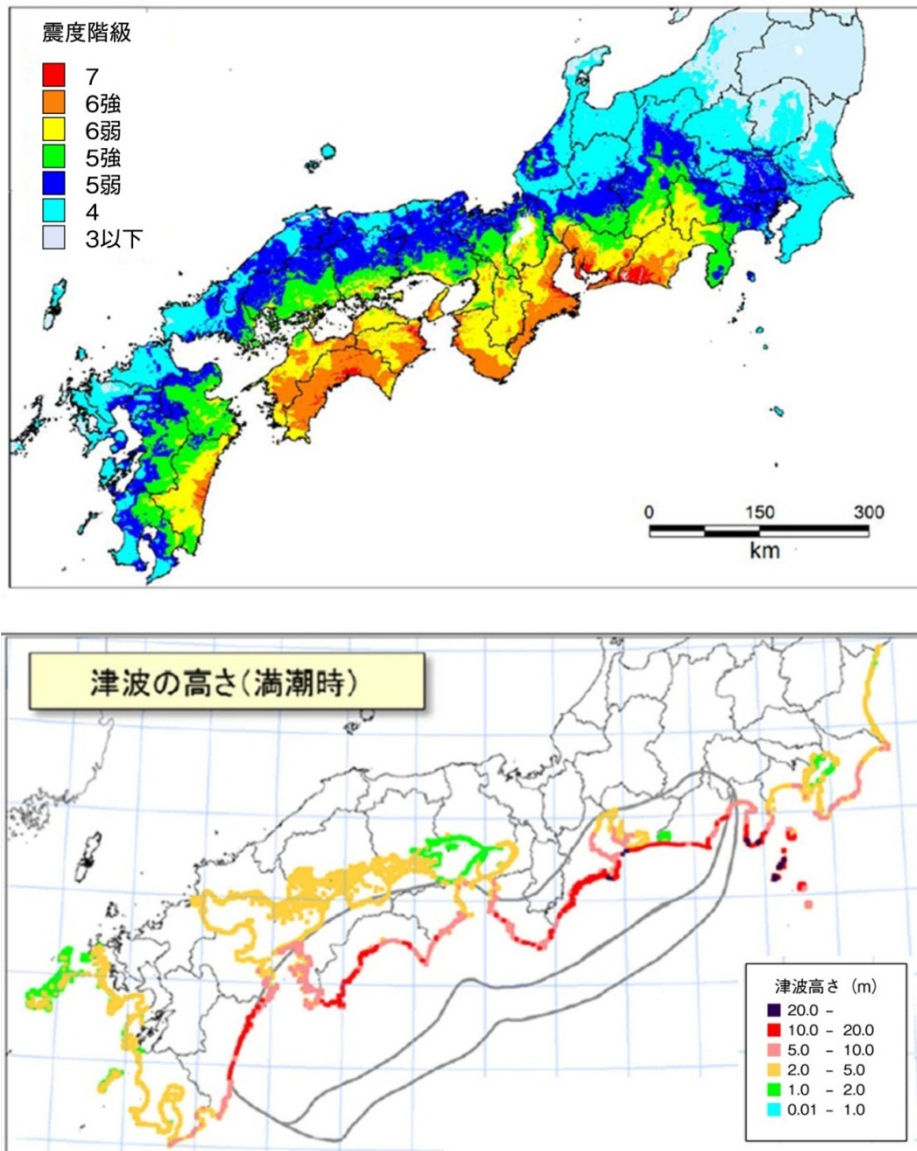 震度階級
7
6強
6弱
5強
5弱
4
3以下
0 150 300
km
津波の高さ(満潮時)
津波高さ (m)
20.0 -
10.0 - 20.0
5.0 - 10.0
2.0 - 5.0
1.0 - 2.0
0.01 - 1.0